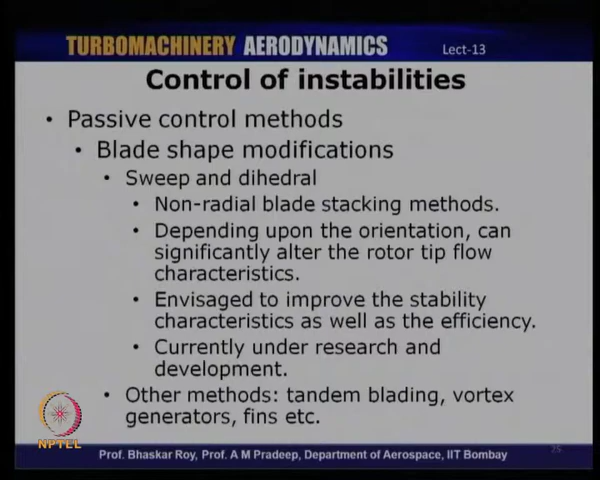 TURBOMACHINERY AERODYNAMICS Lect-13
Control of instabilities
• Passive control methods
• Blade shape modifications
• Sweep and dihedral
• Non-radial blade stacking methods.
• Depending upon the orientation, can
significantly alter the rotor tip flow
characteristics.
• Envisaged to improve the stability
characteristics as well as the efficiency.
• Currently under research and
development.
• Other methods: tandem blading, vortex
generators, fins etc.
NPTEL
Prof. Bhaskar Roy, Prof. A M Pradeep, Department of Aerospace, IIT Bombay
25